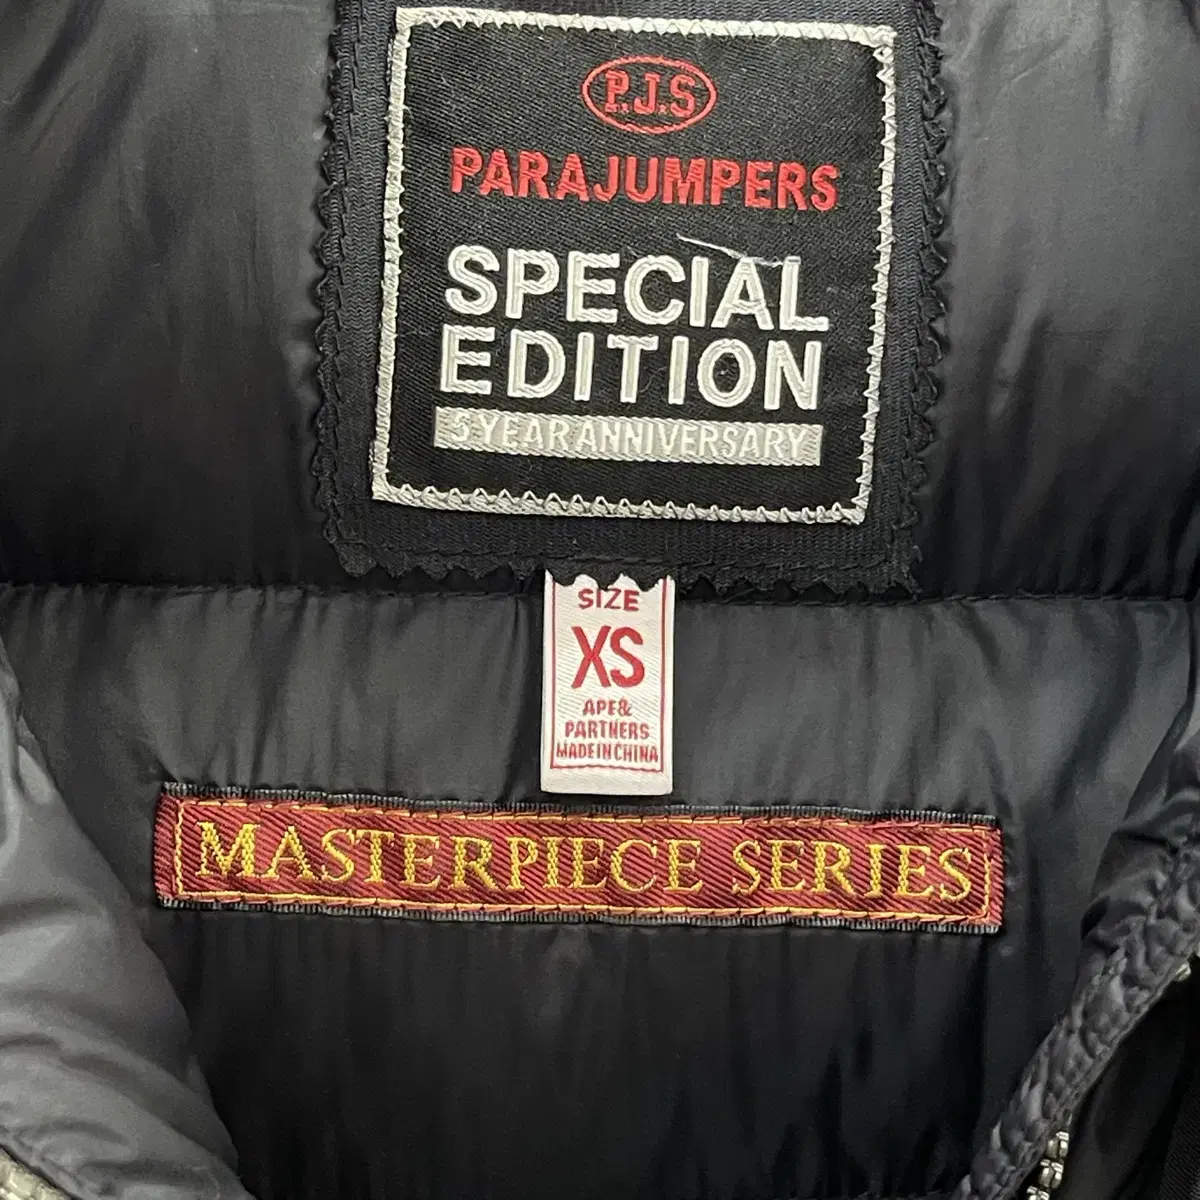 P.J.S
PARAJUMPERS
SPECIAL
EDITION
5 YEAR ANNIVERSARY
SIZE
XS
APE&
PARTNERS
MADE IN CHINA
MASTERPIECE SERIES